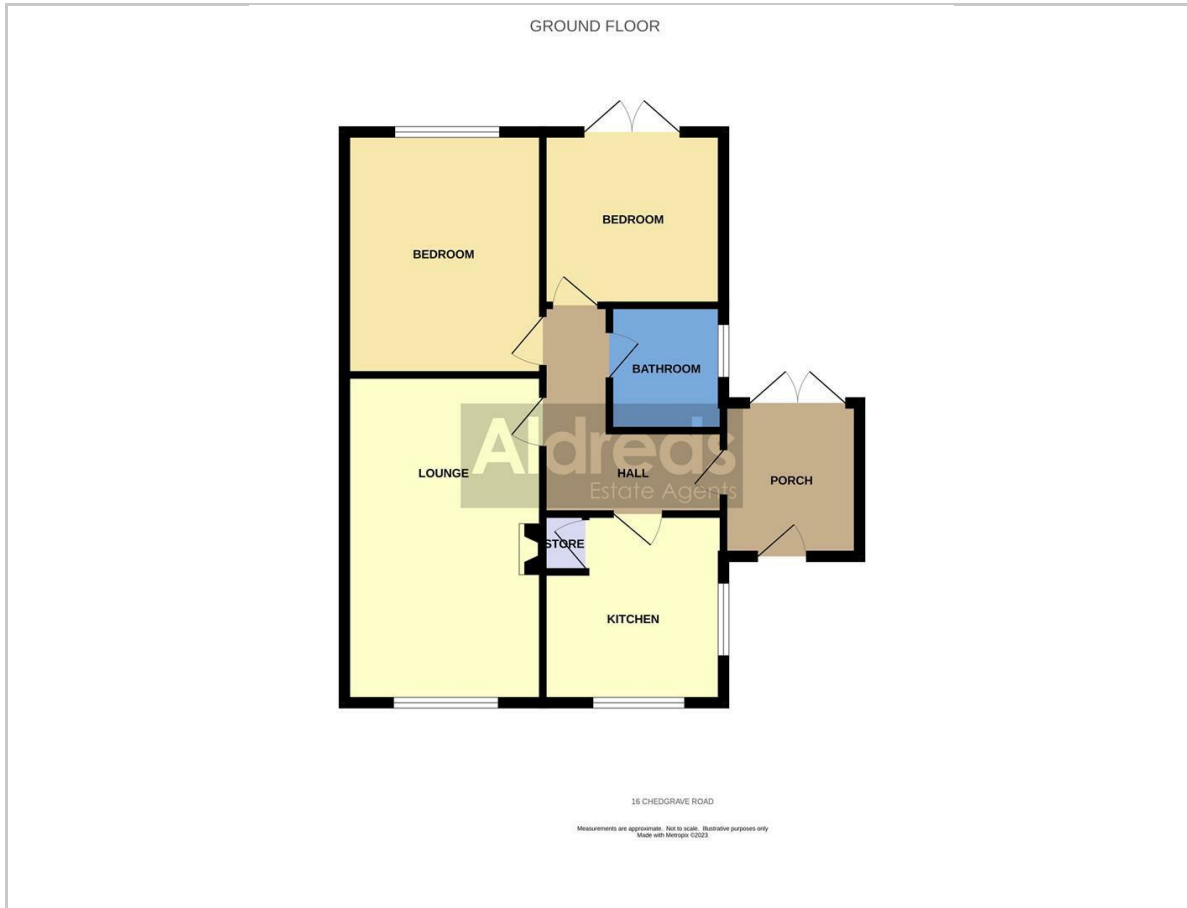 GROUND FLOOR
BEDROOM
BEDROOM
BATHROOM
LOUNGE
HALL
PORCH
Aldreds
Estate Agents
STORE
KITCHEN
16 CHEDGRAVE ROAD
Measurements are approximate. Not to scale. Illustrative purposes only
Made with Metropix ©2023